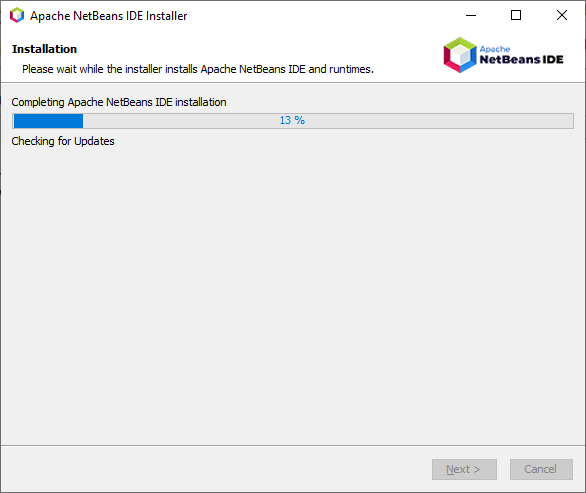 Apache NetBeans IDE Installer
Installation
Please wait while the installer installs Apache NetBeans IDE and runtimes.
Apache
NetBeans IDE
Completing Apache NetBeans IDE installation
13 %
Checking for Updates
Next >
Cancel